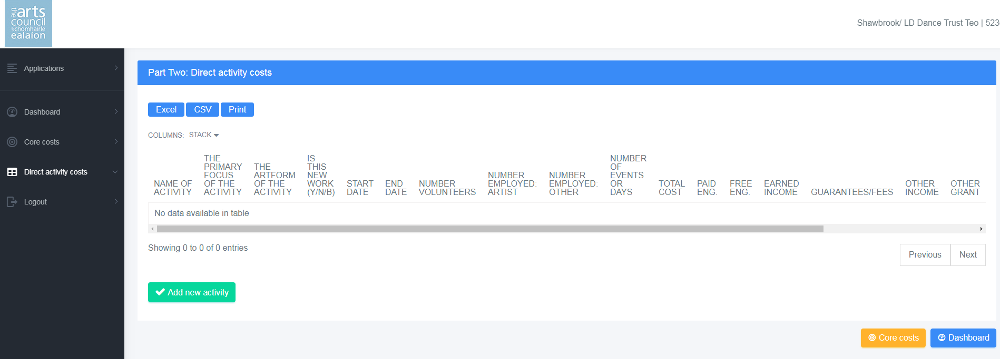 the arts
council
chomhairle
ealaíon
Shawbrook/ LD Dance Trust Teo | 523
Applications
Dashboard
Core costs
Direct activity costs
Logout
Part Two: Direct activity costs
Excel CSV Print
COLUMNS: STACK
NAME OF
ACTIVITY
THE
PRIMARY
FOCUS
OF THE
ACTIVITY
THE
ARTFORM
OF THE
ACTIVITY
IS
THIS
NEW
WORK
(Y/N/B)
START
DATE
END
DATE
NUMBER
VOLUNTEERS
NUMBER
EMPLOYED:
ARTIST
NUMBER
EMPLOYED:
OTHER
NUMBER
OF
EVENTS
OR
DAYS
TOTAL
COST
PAID
ENG.
FREE
ENG.
EARNED
INCOME
GUARANTEES/FEES
OTHER
INCOME
OTHER
GRANT
No data available in table
Showing 0 to 0 of 0 entries
Previous Next
Add new activity
Core costs Dashboard